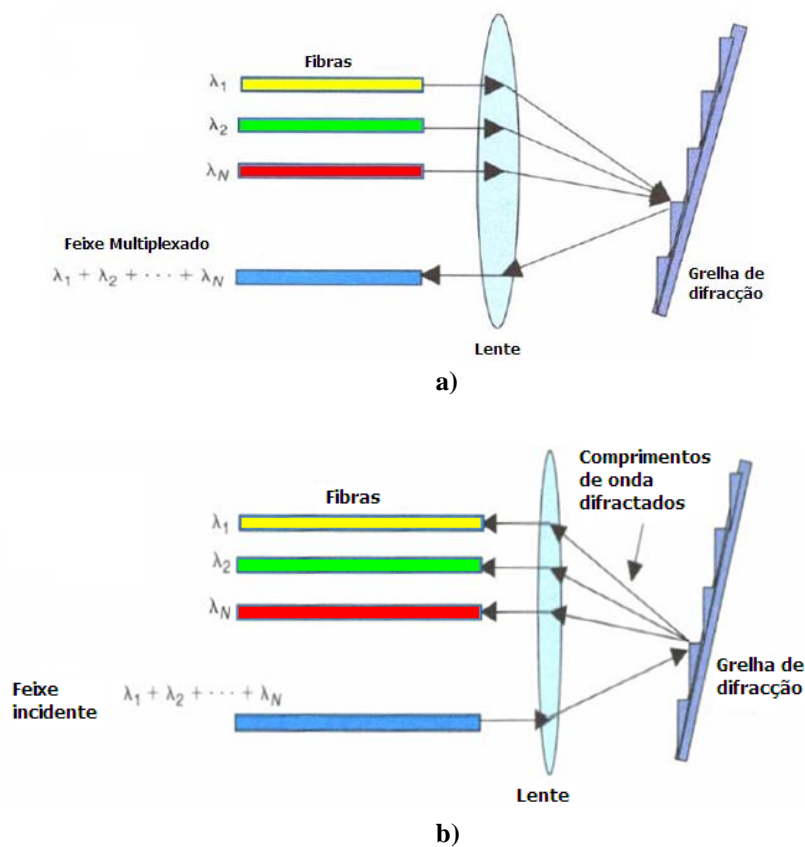 Fibras
λ1
λ2
λN
Feixe Multiplexado
λ1 + λ2 + · · · + λN
Grelha de
difracção
Lente
a)
Comprimentos
de onda
difractados
Fibras
λ1
λ2
λN
Grelha de
difracção
Feixe
incidente
λ1 + λ2 + · · · + λN
Lente
b)